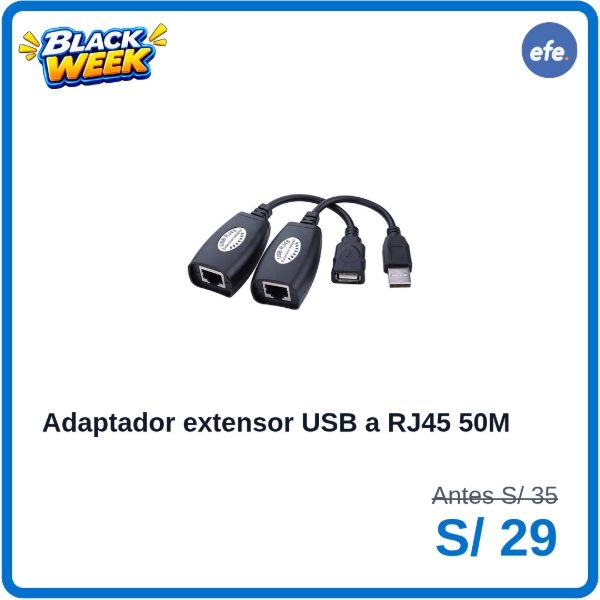 BLACK
WEEK
efe.
Adaptador extensor USB a RJ45 50M
Antes S/ 35
S/ 29